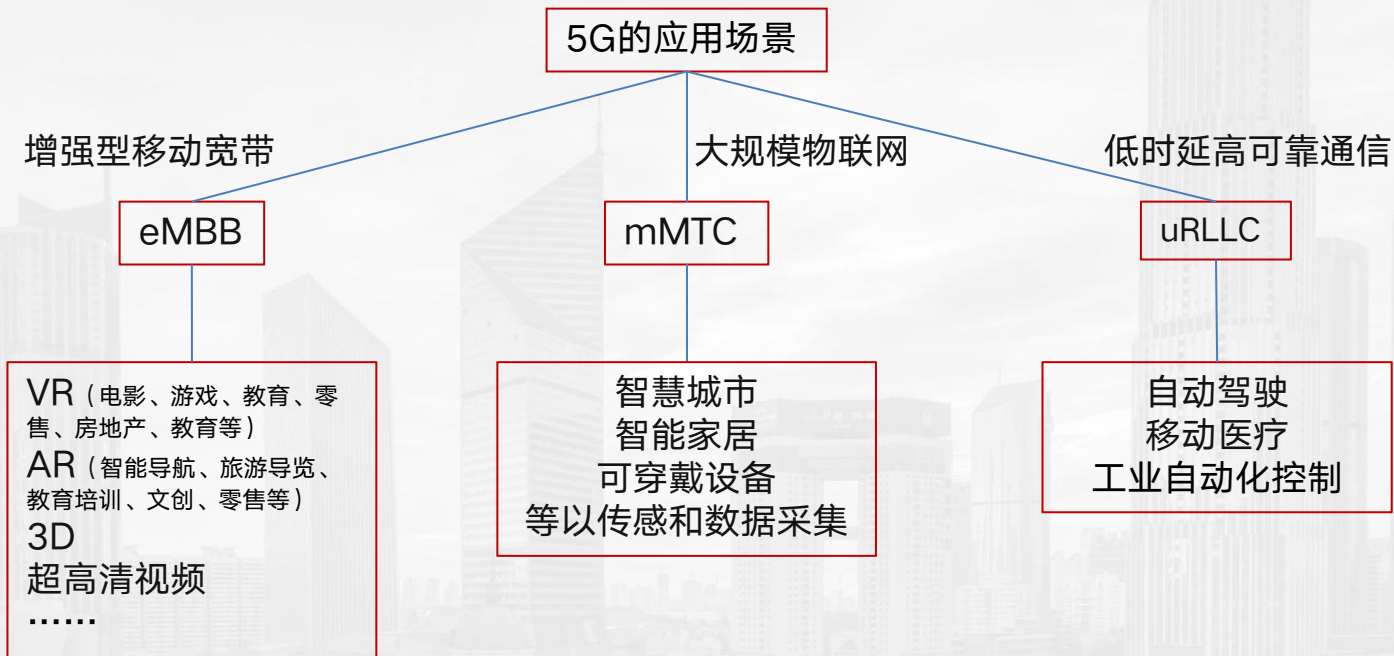 5G的应用场景
增强型移动宽带
大规模物联网
低时延高可靠通信
eMBB
mMTC
uRLLC
VR（电影、游戏、教育、零
售、房地产、教育等）
AR（智能导航、旅游导览、
教育培训、文创、零售等）
3D
超高清视频
……
智慧城市
智能家居
可穿戴设备
等以传感和数据采集
自动驾驶
移动医疗
工业自动化控制